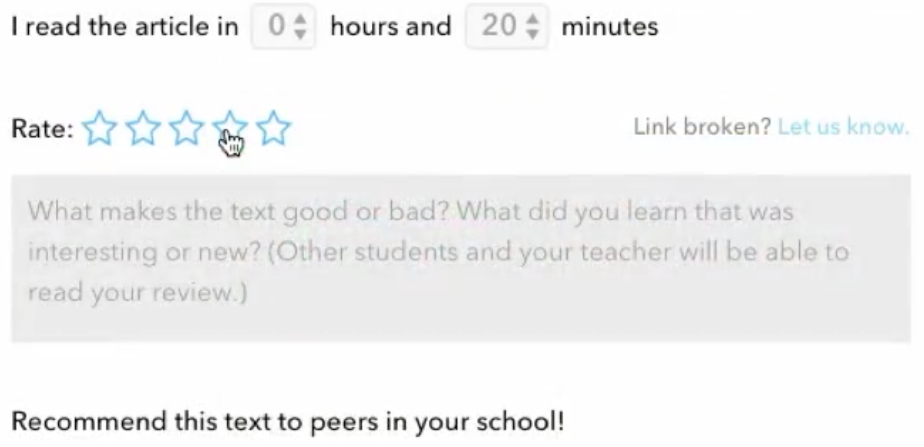 I read the article in 0 hours and 20 minutes
Rate: Link broken? Let us know.
What makes the text good or bad? What did you learn that was
interesting or new? (Other students and your teacher will be able to
read your review.)
Recommend this text to peers in your school!